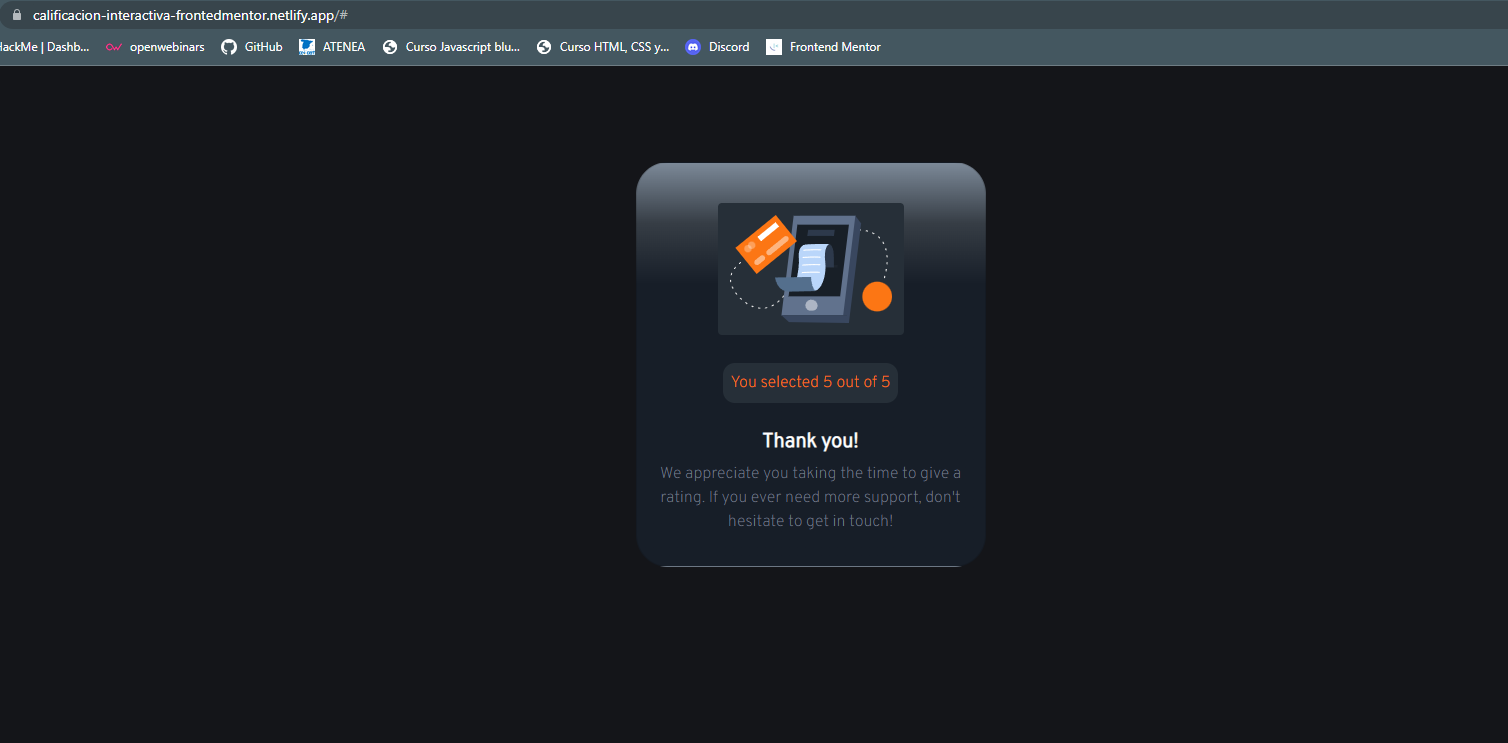 calificacion-interactiva-frontedmentor.netlify.app/#
HackMe | Dashb... openwebinars GitHub ATENEA Curso Javascript blu... Curso HTML, CSS y... Discord Frontend Mentor
You selected 5 out of 5
Thank you!
We appreciate you taking the time to give a
rating. If you ever need more support, don't
hesitate to get in touch!